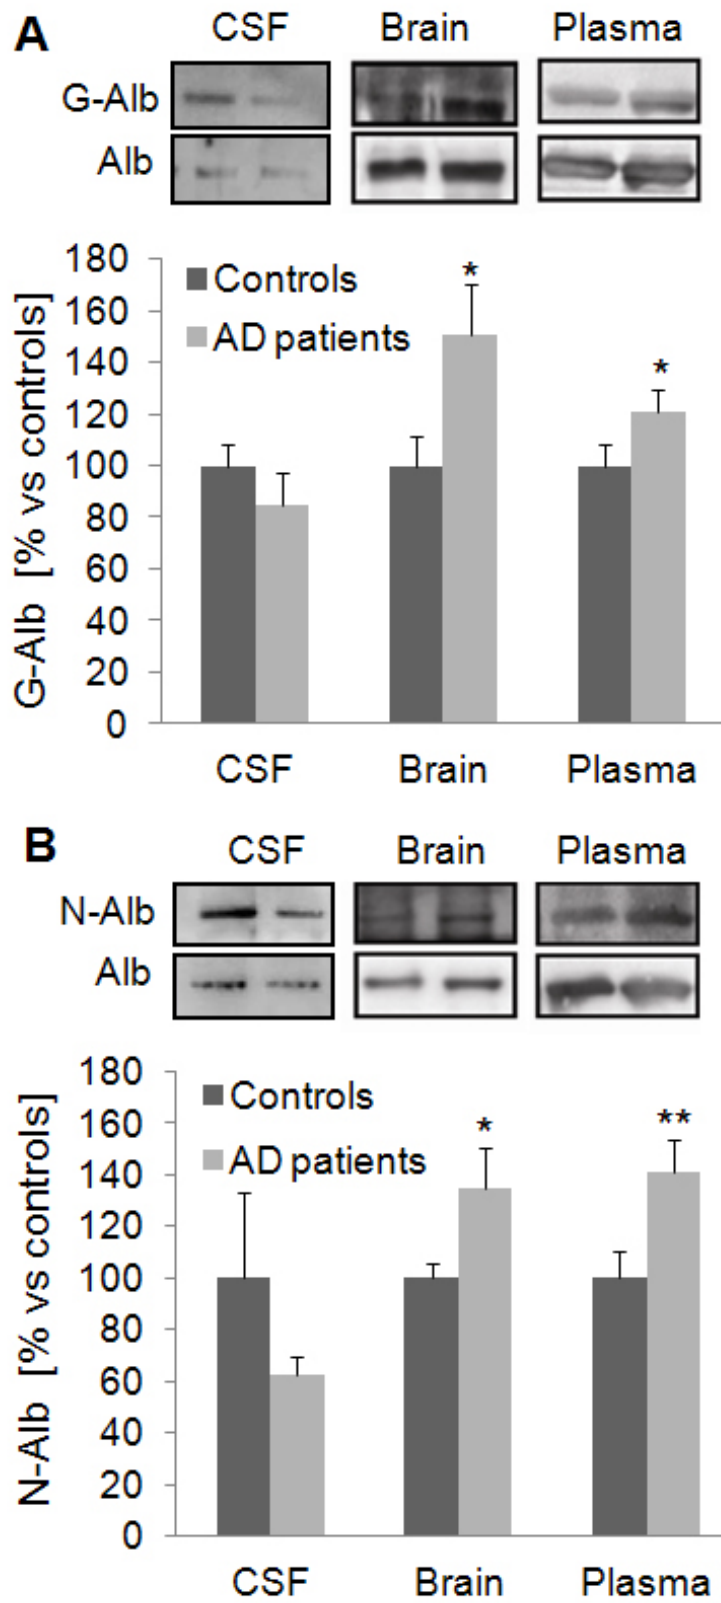 A
CSF Brain Plasma
G-Alb
Alb
G-Alb [% vs controls]
180
160
140
120
100
80
60
40
20
0
Controls
AD patients
*
*
CSF Brain Plasma
B
CSF Brain Plasma
N-Alb
Alb
N-Alb [% vs controls]
180
160
140
120
100
80
60
40
20
0
Controls
AD patients
*
**
CSF Brain Plasma